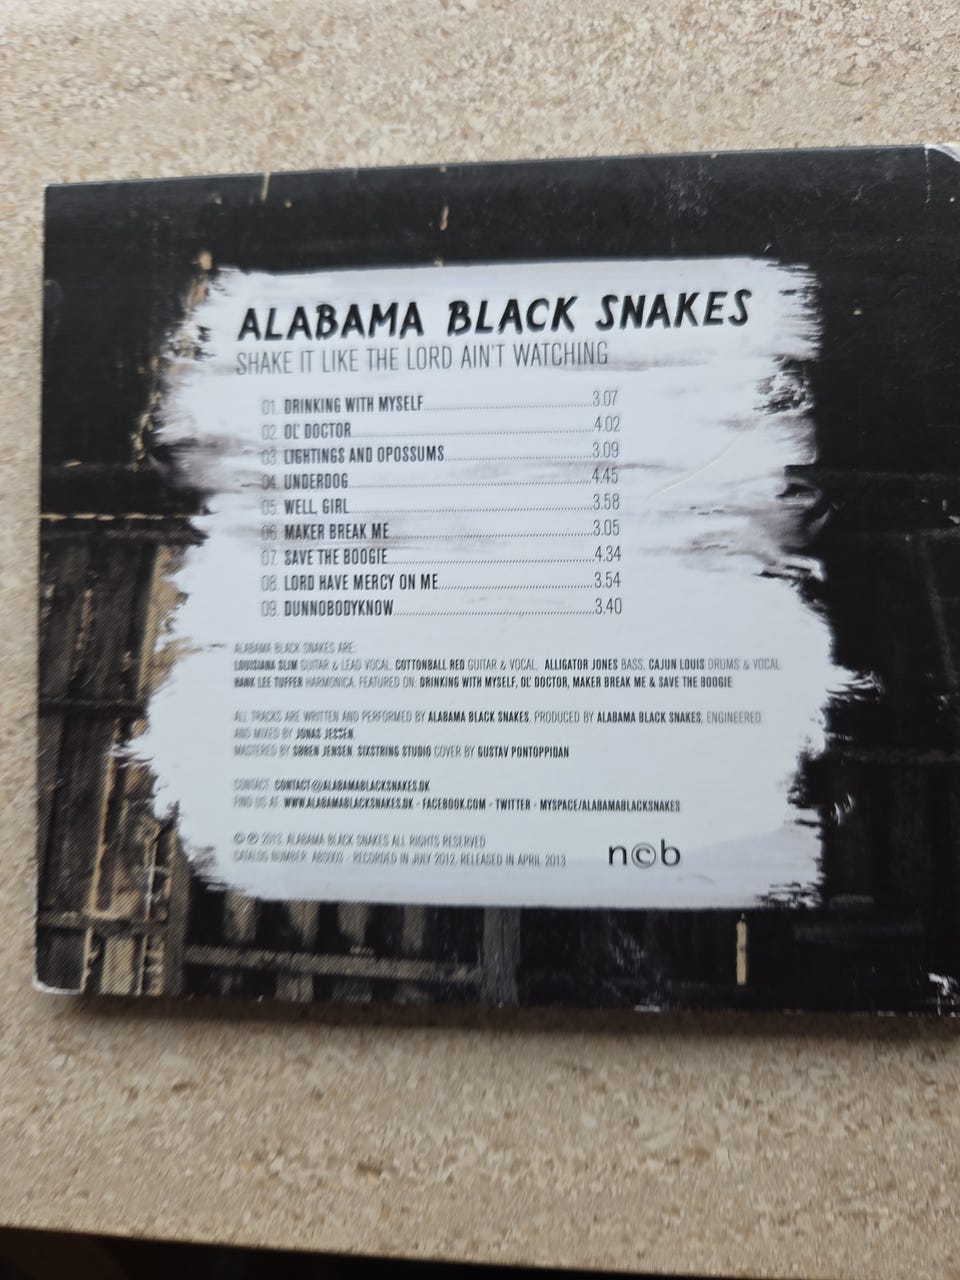 ALABAMA BLACK SNAKES
SHAKE IT LIKE THE LORD AIN'T WATCHING
01. DRINKING WITH MYSELF 3.07
02. OL' DOCTOR 4.02
03. LIGHTINGS AND OPOSSUMS 3.09
04. UNDERDOG 4.45
05. WELL, GIRL 3.58
06. MAKER BREAK ME 3.05
07. SAVE THE BOOGIE 4.34
08. LORD HAVE MERCY ON ME 3.54
09. DUNNOBODYKNOW 3.40
ALABAMA BLACK SNAKES ARE:
LOUISIANA SLIM GUITAR & LEAD VOCAL, COTTONBALL RED GUITAR & VOCAL, ALLIGATOR JONES BASS, CAJUN LOUIS DRUMS & VOCAL
HANK LEE TUFFER HARMONICA. FEATURED ON: DRINKING WITH MYSELF, OL' DOCTOR, MAKER BREAK ME & SAVE THE BOOGIE
ALL TRACKS ARE WRITTEN AND PERFORMED BY ALABAMA BLACK SNAKES, PRODUCED BY ALABAMA BLACK SNAKES, ENGINEERED
AND MIXED BY JONAS JESSEN,
MASTERED BY SØREN JENSEN, SIXSTRING STUDIO COVER BY GUSTAV PONTOPPIDAN
CONTACT: CONTACT@ALABAMABLACKSNAKES.DK
FIND US AT: WWW.ALABAMABLACKSNAKES.DK - FACEBOOK.COM - TWITTER - MYSPACE/ALABAMABLACKSNAKES
©℗ 2013. ALABAMA BLACK SNAKES ALL RIGHTS RESERVED
CATALOG NUMBER: ABS003 - RECORDED IN JULY 2012. RELEASED IN APRIL 2013
n©b